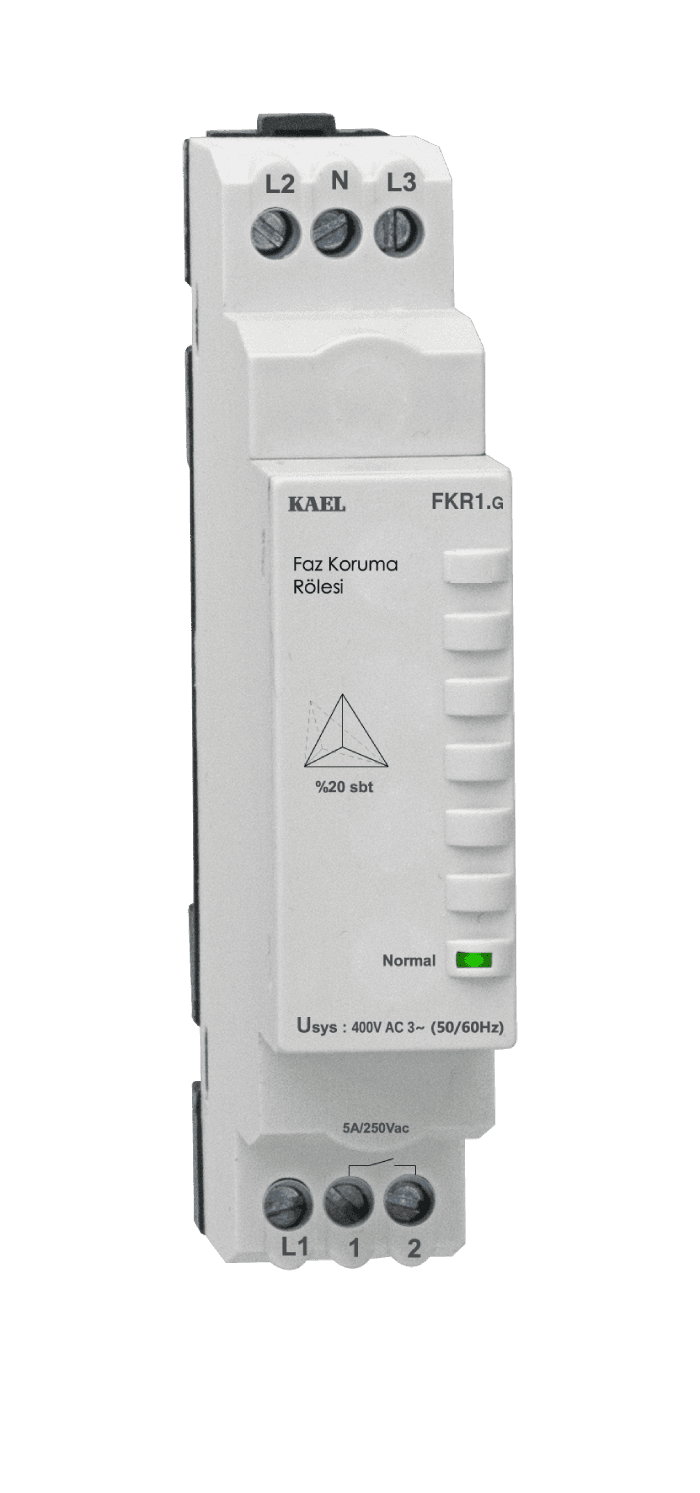 L2 N L3
KAEL FKR1.G
Faz Koruma
Rölesi
%20 sbt
Normal
Usys : 400V AC 3~ (50/60Hz)
5A/250Vac
L1 1 2